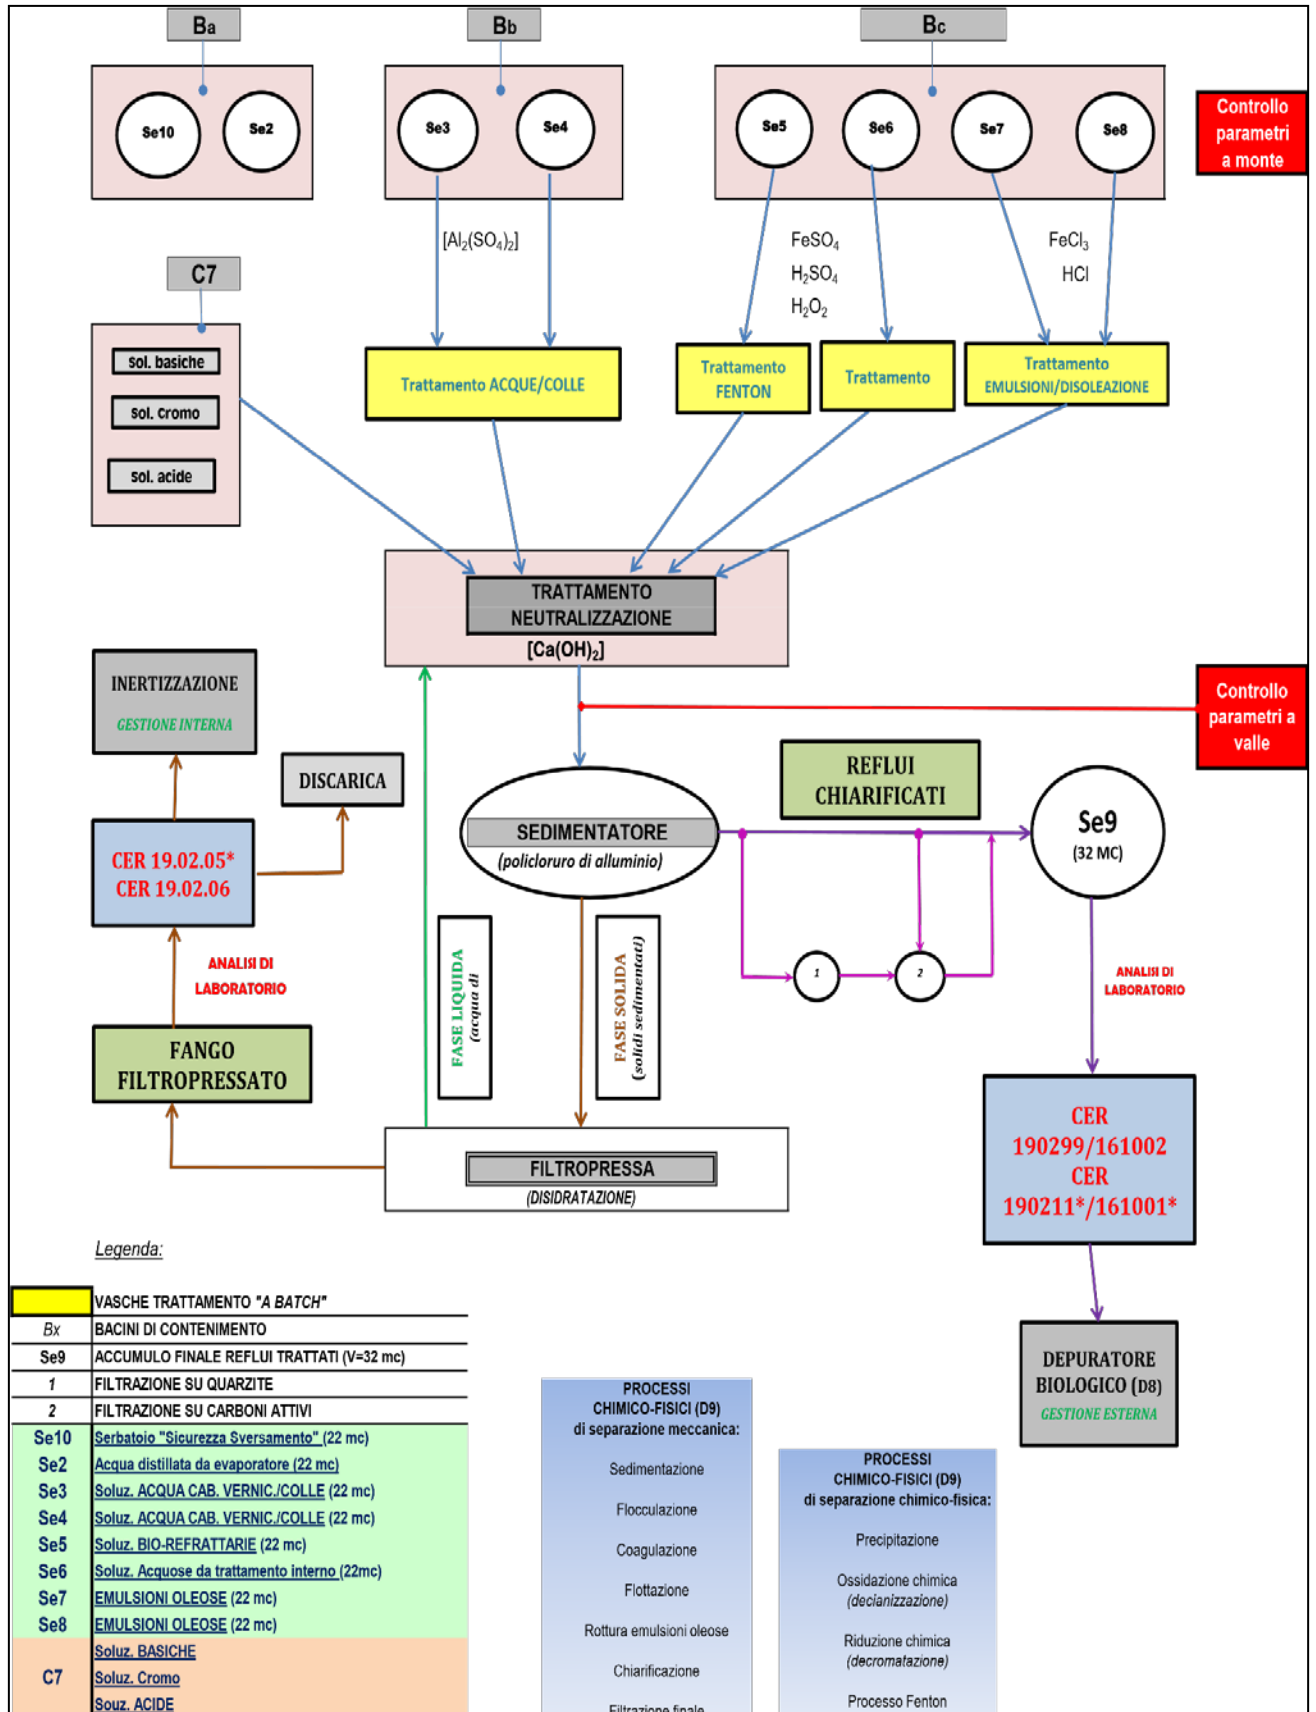 Ba
Bb
Bc
Se10
Se2
Se3
Se4
Se5
Se6
Se7
Se8
Controllo
parametri
a monte
[Al₂(SO₄)₂]
FeSO₄
H₂SO₄
H₂O₂
FeCl₃
HCl
C7
sol. basiche
sol. Cromo
sol. acide
Trattamento ACQUE/COLLE
Trattamento
FENTON
Trattamento
Trattamento
EMULSIONI/DISOLEAZIONE
TRATTAMENTO
NEUTRALIZZAZIONE
[Ca(OH)₂]
INERTIZZAZIONE
GESTIONE INTERNA
DISCARICA
Controllo
parametri a
valle
REFLUI
CHIARIFICATI
SEDIMENTATORE
(policloruro di alluminio)
Se9
(32 MC)
CER 19.02.05*
CER 19.02.06
FASE LIQUIDA
(acqua di
FASE SOLIDA
(solidi sedimentati)
1
2
ANALISI DI
LABORATORIO
ANALISI DI
LABORATORIO
FANGO
FILTROPRESSATO
FILTROPRESSA
(DISIDRATAZIONE)
CER
190299/161002
CER
190211*/161001*
DEPURATORE
BIOLOGICO (D8)
GESTIONE ESTERNA
Legenda:
VASCHE TRATTAMENTO "A BATCH"
Bx BACINI DI CONTENIMENTO
Se9 ACCUMULO FINALE REFLUI TRATTATI (V=32 mc)
1 FILTRAZIONE SU QUARZITE
2 FILTRAZIONE SU CARBONI ATTIVI
Se10 Serbatoio "Sicurezza Sversamento" (22 mc)
Se2 Acqua distillata da evaporatore (22 mc)
Se3 Soluz. ACQUA CAB. VERNIC./COLLE (22 mc)
Se4 Soluz. ACQUA CAB. VERNIC./COLLE (22 mc)
Se5 Soluz. BIO-REFRATTARIE (22 mc)
Se6 Soluz. Acquose da trattamento interno (22mc)
Se7 EMULSIONI OLEOSE (22 mc)
Se8 EMULSIONI OLEOSE (22 mc)
Soluz. BASICHE
C7 Soluz. Cromo
Souz. ACIDE
PROCESSI
CHIMICO-FISICI (D9)
di separazione meccanica:
Sedimentazione
Flocculazione
Coagulazione
Flottazione
Rottura emulsioni oleose
Chiarificazione
Filtrazione finale
PROCESSI
CHIMICO-FISICI (D9)
di separazione chimico-fisica:
Precipitazione
Ossidazione chimica
(decianizzazione)
Riduzione chimica
(decromatazione)
Processo Fenton